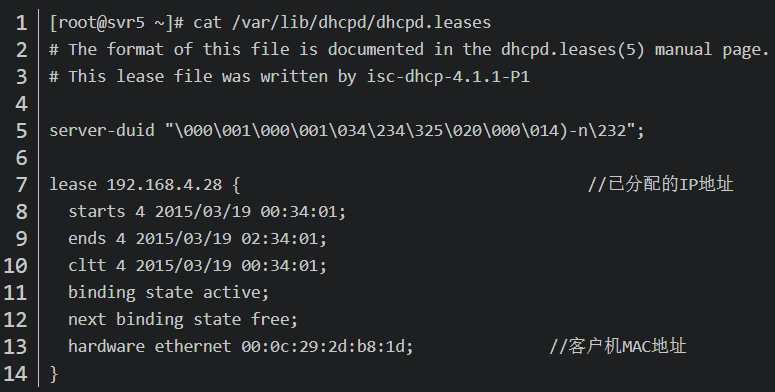 1 [root@svr5 ~]# cat /var/lib/dhcpd/dhcpd.leases
2 # The format of this file is documented in the dhcpd.leases(5) manual page.
3 # This lease file was written by isc-dhcp-4.1.1-P1
4
5 server-duid "\000\001\000\001\034\234\325\020\000\014)-n\232";
6
7 lease 192.168.4.28 { //已分配的IP地址
8 starts 4 2015/03/19 00:34:01;
9 ends 4 2015/03/19 02:34:01;
10 cltt 4 2015/03/19 00:34:01;
11 binding state active;
12 next binding state free;
13 hardware ethernet 00:0c:29:2d:b8:1d; //客户机MAC地址
14 }